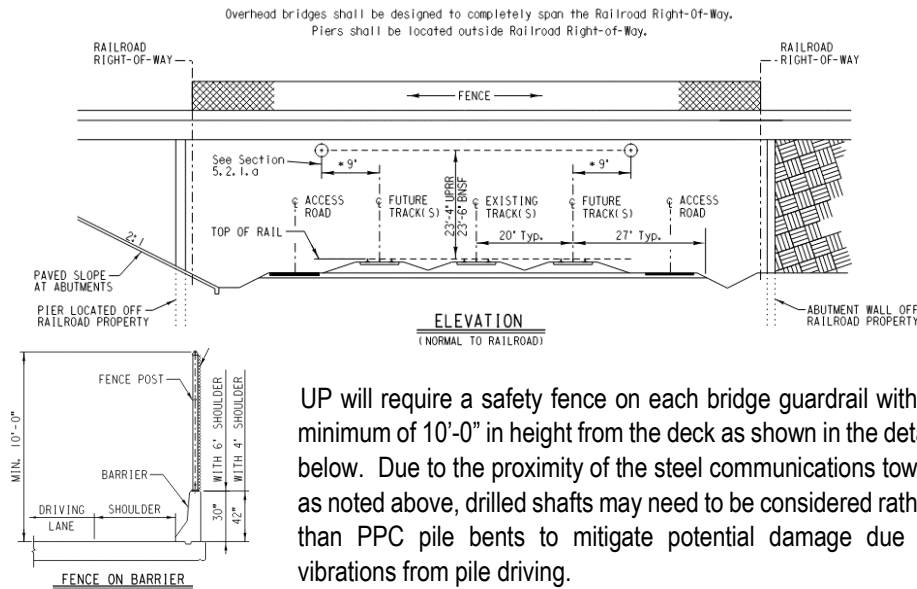 Overhead bridges shall be designed to completely span the Railroad Right-Of-Way.
Piers shall be located outside Railroad Right-of-Way.
RAILROAD
RIGHT-OF-WAY
RAILROAD
RIGHT-OF-WAY
FENCE
See Section
5.2.1.a
* 9'
* 9'
23'-4" UPRR
23'-6" BNSF
℄ ACCESS
ROAD
℄ FUTURE
TRACK(S)
℄ EXISTING
TRACK(S)
℄ FUTURE
TRACK(S)
℄ ACCESS
ROAD
TOP OF RAIL
20' Typ.
27' Typ.
2:1
PAVED SLOPE
AT ABUTMENTS
PIER LOCATED OFF
RAILROAD PROPERTY
ABUTMENT WALL OFF
RAILROAD PROPERTY
ELEVATION
(NORMAL TO RAILROAD)
FENCE POST
MIN. 10'-0"
BARRIER
DRIVING
LANE
SHOULDER
30" WITH 6' SHOULDER
42" WITH 4' SHOULDER
FENCE ON BARRIER
UP will require a safety fence on each bridge guardrail with
minimum of 10'-0” in height from the deck as shown in the deta
below. Due to the proximity of the steel communications tow
as noted above, drilled shafts may need to be considered rath
than PPC pile bents to mitigate potential damage due
vibrations from pile driving.